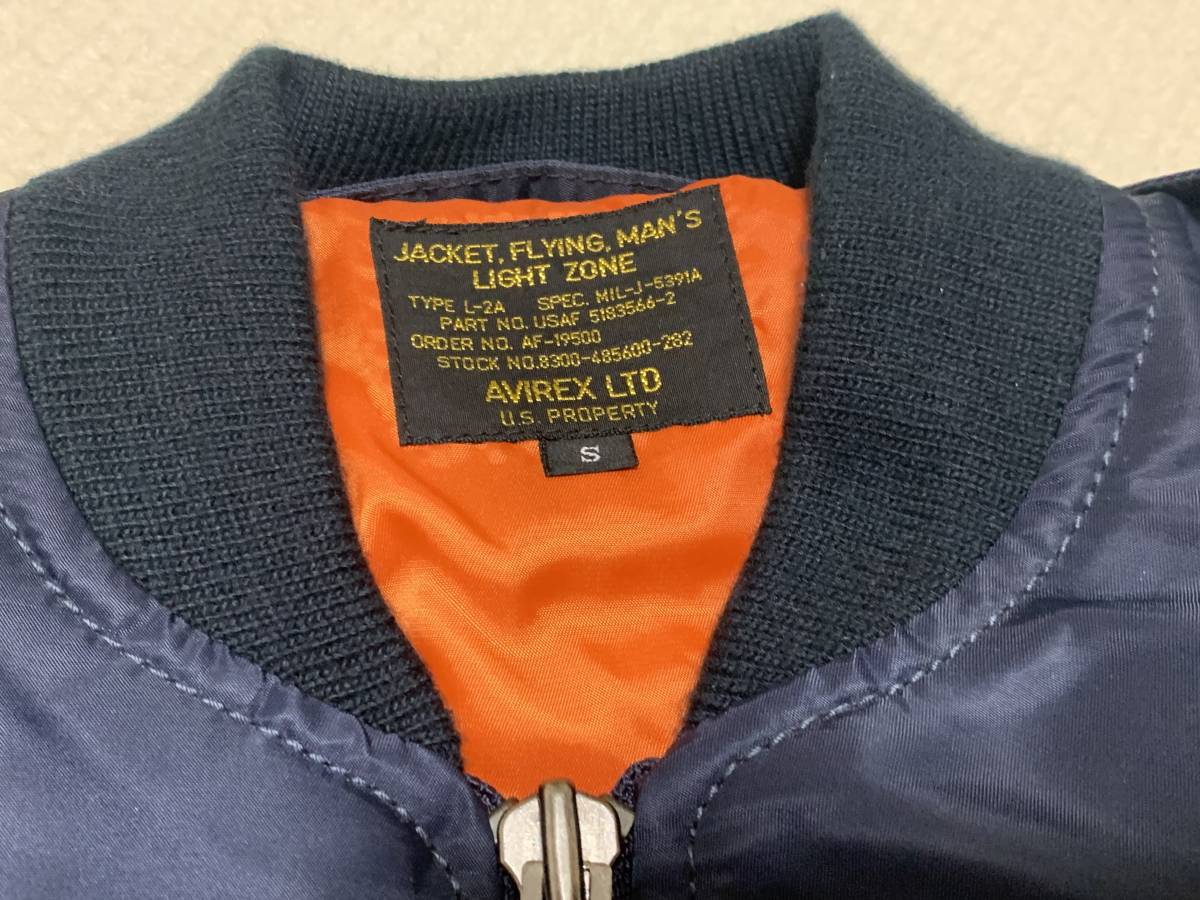 JACKET, FLYING, MAN'S
LIGHT ZONE
TYPE L-2A SPEC. MIL-J-5391A
PART NO. USAF 5183566-2
ORDER NO. AF-19500
STOCK NO.8300-485600-282
AVIREX LTD
U.S. PROPERTY
S